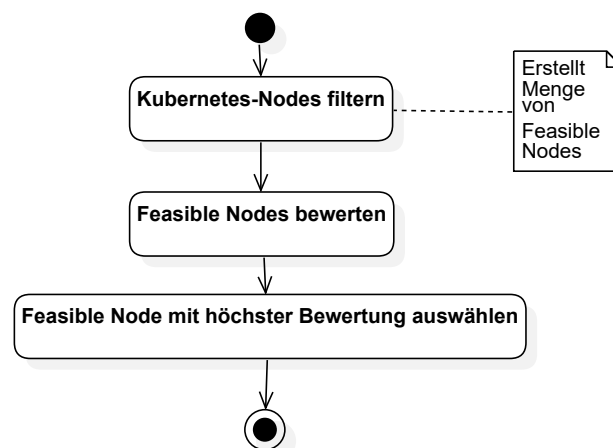 Kubernetes-Nodes filtern
Erstellt
Menge
von
Feasible
Nodes
Feasible Nodes bewerten
Feasible Node mit höchster Bewertung auswählen